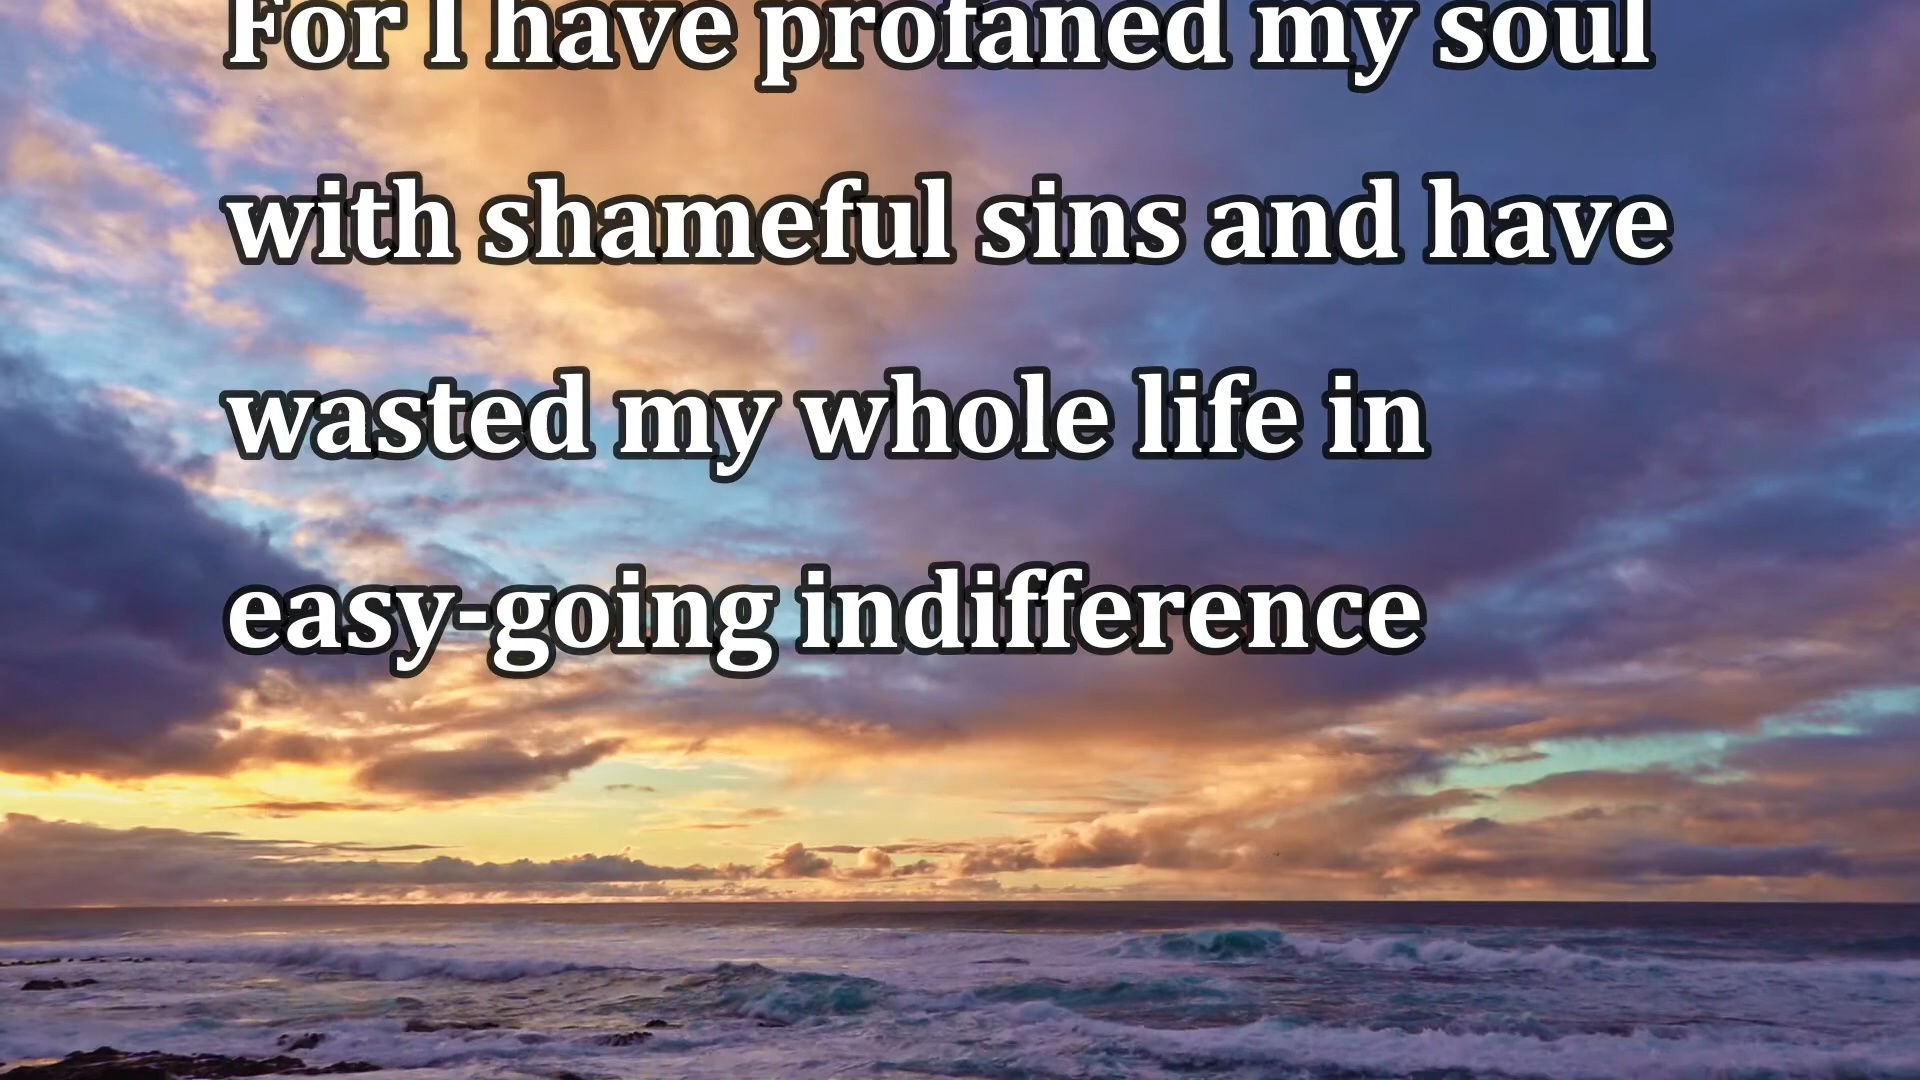 For I have profaned my soul
with shameful sins and have
wasted my whole life in
easy-going indifference